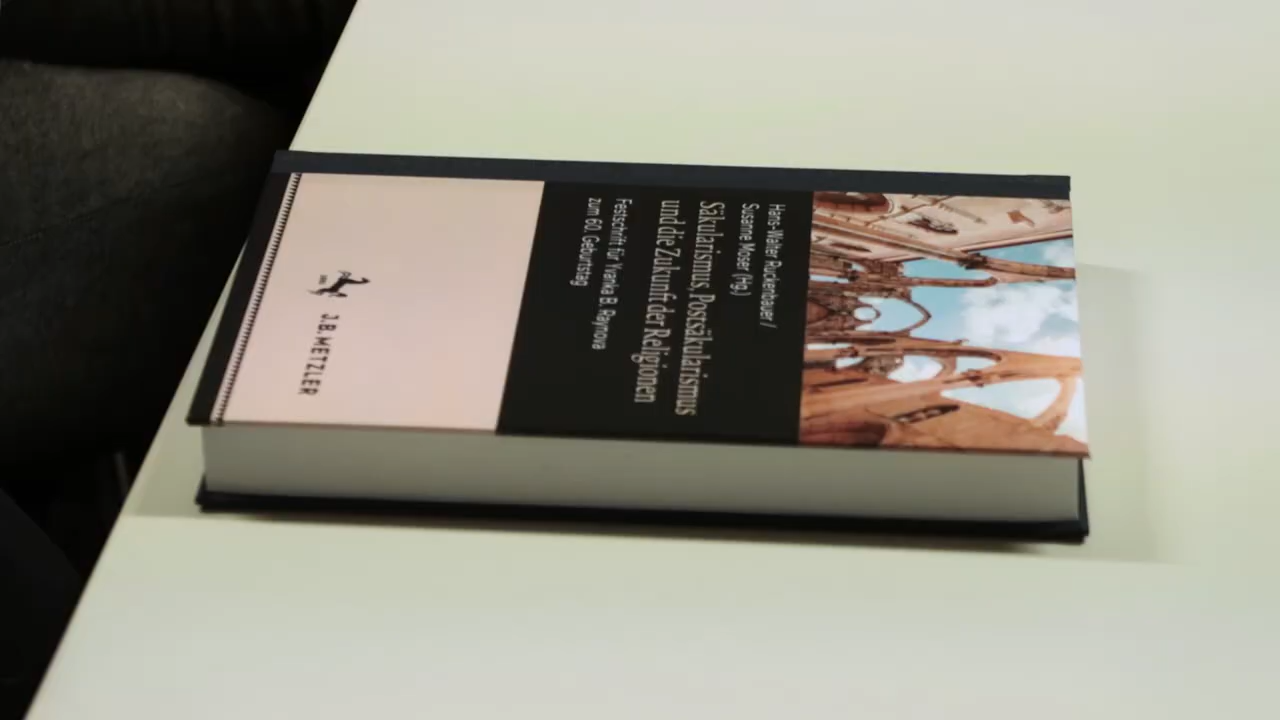 Hans-Walter Ruckenbauer /
Susanne Moser (Hg.)
Säkularismus, Postsäkularismus
und die Zukunft der Religionen
Festschrift für Yvanka B. Raynova
zum 60. Geburtstag
J.B. METZLER